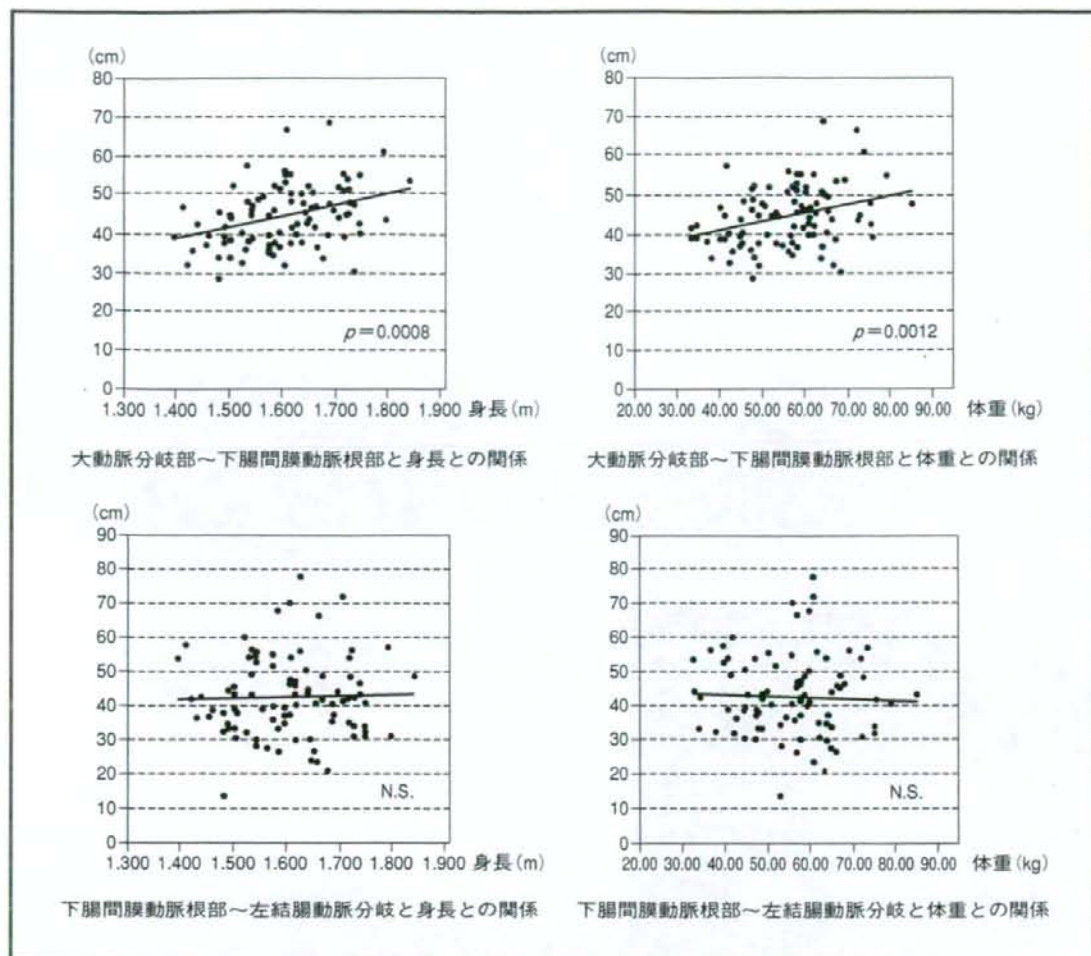 (cm)
80
70
60
50
40
30
20
10
0
p=0.0008
1.300 1.400 1.500 1.600 1.700 1.800 1.900 身長(m)
大動脈分岐部～下腸間膜動脈根部と身長との関係
(cm)
80
70
60
50
40
30
20
10
0
p=0.0012
20.00 30.00 40.00 50.00 60.00 70.00 80.00 90.00 体重(kg)
大動脈分岐部～下腸間膜動脈根部と体重との関係
(cm)
90
80
70
60
50
40
30
20
10
0
N.S.
1.300 1.400 1.500 1.600 1.700 1.800 1.900 身長(m)
下腸間膜動脈根部～左結腸動脈分岐と身長との関係
(cm)
90
80
70
60
50
40
30
20
10
0
N.S.
20.00 30.00 40.00 50.00 60.00 70.00 80.00 90.00 体重(kg)
下腸間膜動脈根部～左結腸動脈分岐と体重との関係